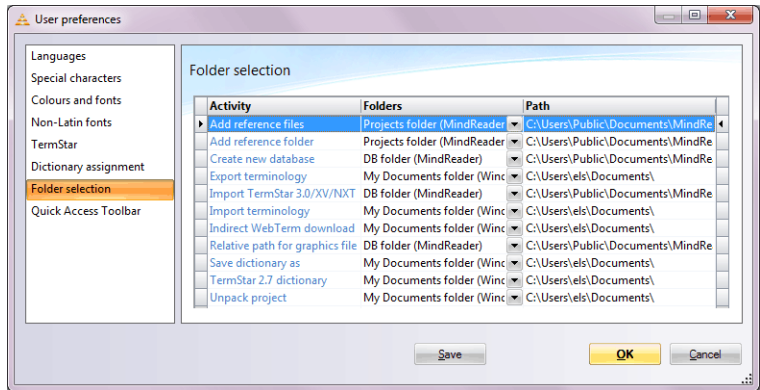 User preferences
Languages
Special characters
Colours and fonts
Non-Latin fonts
TermStar
Dictionary assignment
Folder selection
Quick Access Toolbar
Folder selection
Activity Folders Path
Add reference files Projects folder (MindReader C:\Users\Public\Documents\MindRe
Add reference folder Projects folder (MindReader C:\Users\Public\Documents\MindRe
Create new database DB folder (MindReader) C:\Users\Public\Documents\MindRe
Export terminology My Documents folder (Winc C:\Users\els\Documents\
Import TermStar 3.0/XV/NXT DB folder (MindReader) C:\Users\Public\Documents\MindRe
Import terminology My Documents folder (Winc C:\Users\els\Documents\
Indirect WebTerm download My Documents folder (Winc C:\Users\els\Documents\
Relative path for graphics file DB folder (MindReader) C:\Users\Public\Documents\MindRe
Save dictionary as My Documents folder (Winc C:\Users\els\Documents\
TermStar 2.7 dictionary My Documents folder (Winc C:\Users\els\Documents\
Unpack project My Documents folder (Winc C:\Users\els\Documents\
Save OK Cancel